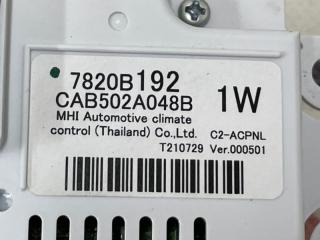 7820B192
CAB502A048B 1W
MHI Automotive climate
control (Thailand) Co.,Ltd. C2-ACPNL
T210729 Ver.000501